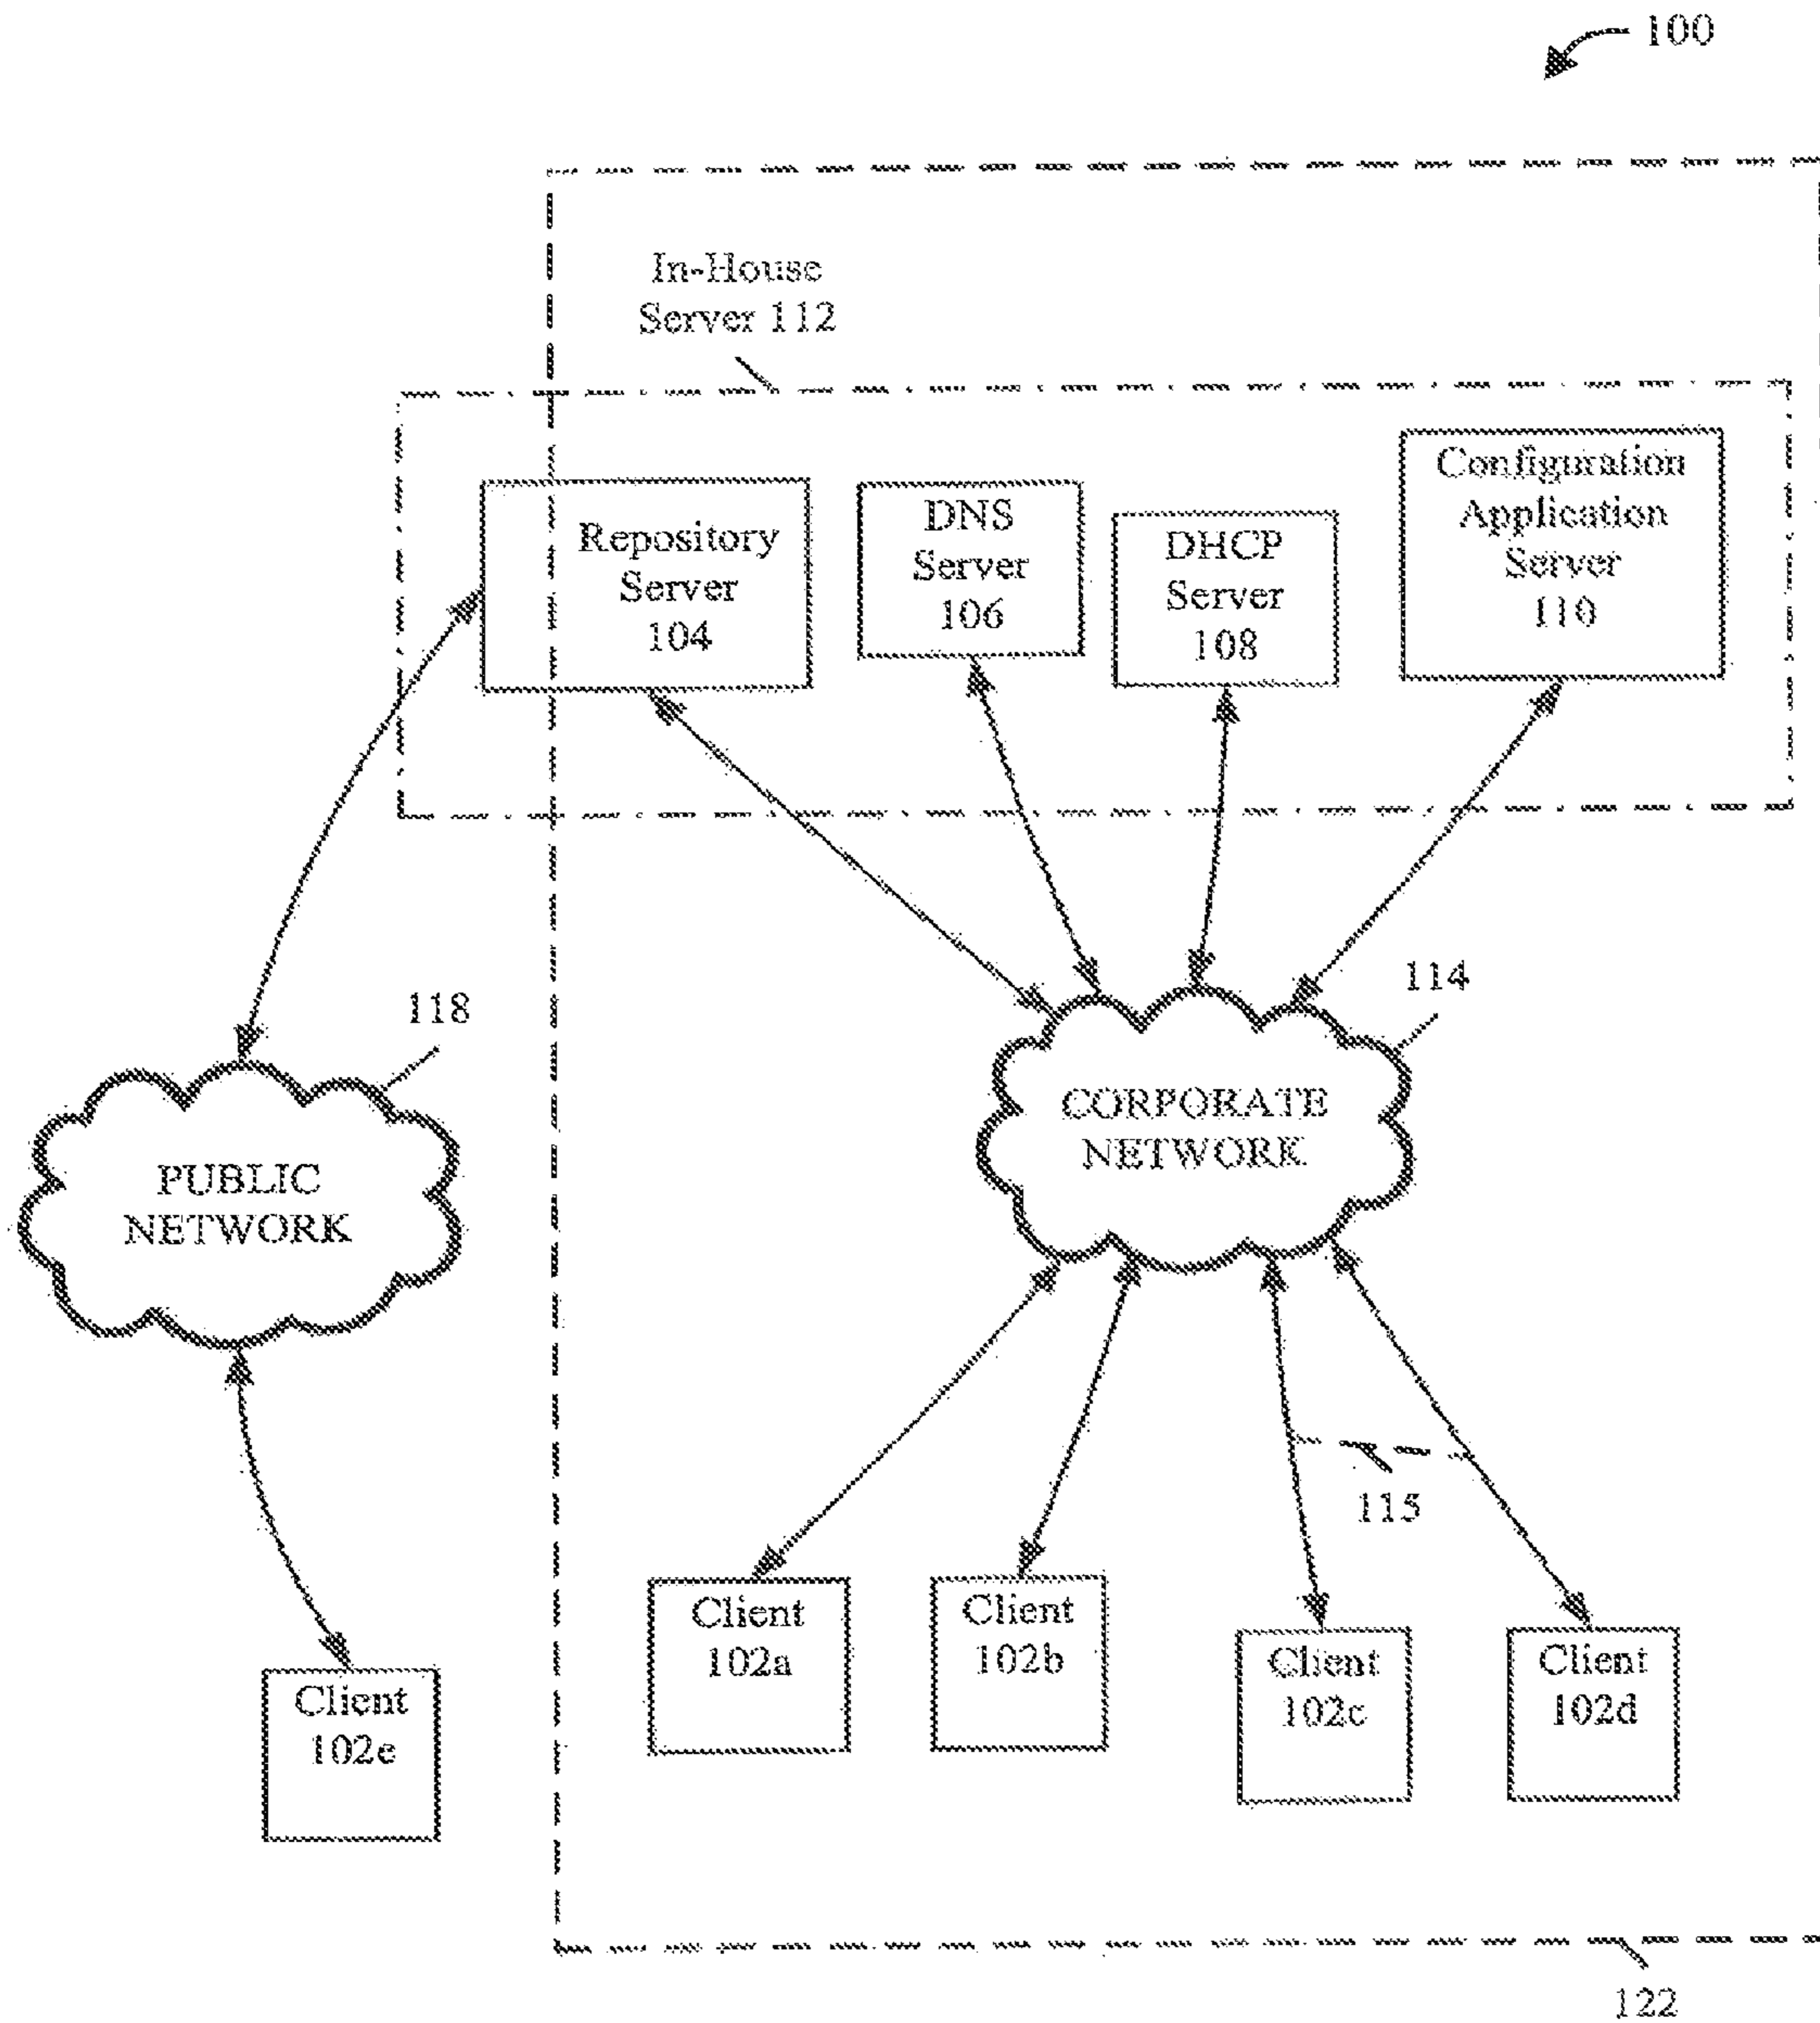 100
In-House
Server 112
Repository
Server
104
DNS
Server
106
DHCP
Server
108
Configuration
Application
Server
110
118
114
PUBLIC
NETWORK
CORPORATE
NETWORK
115
Client
102a
Client
102b
Client
102c
Client
102d
Client
102e
122